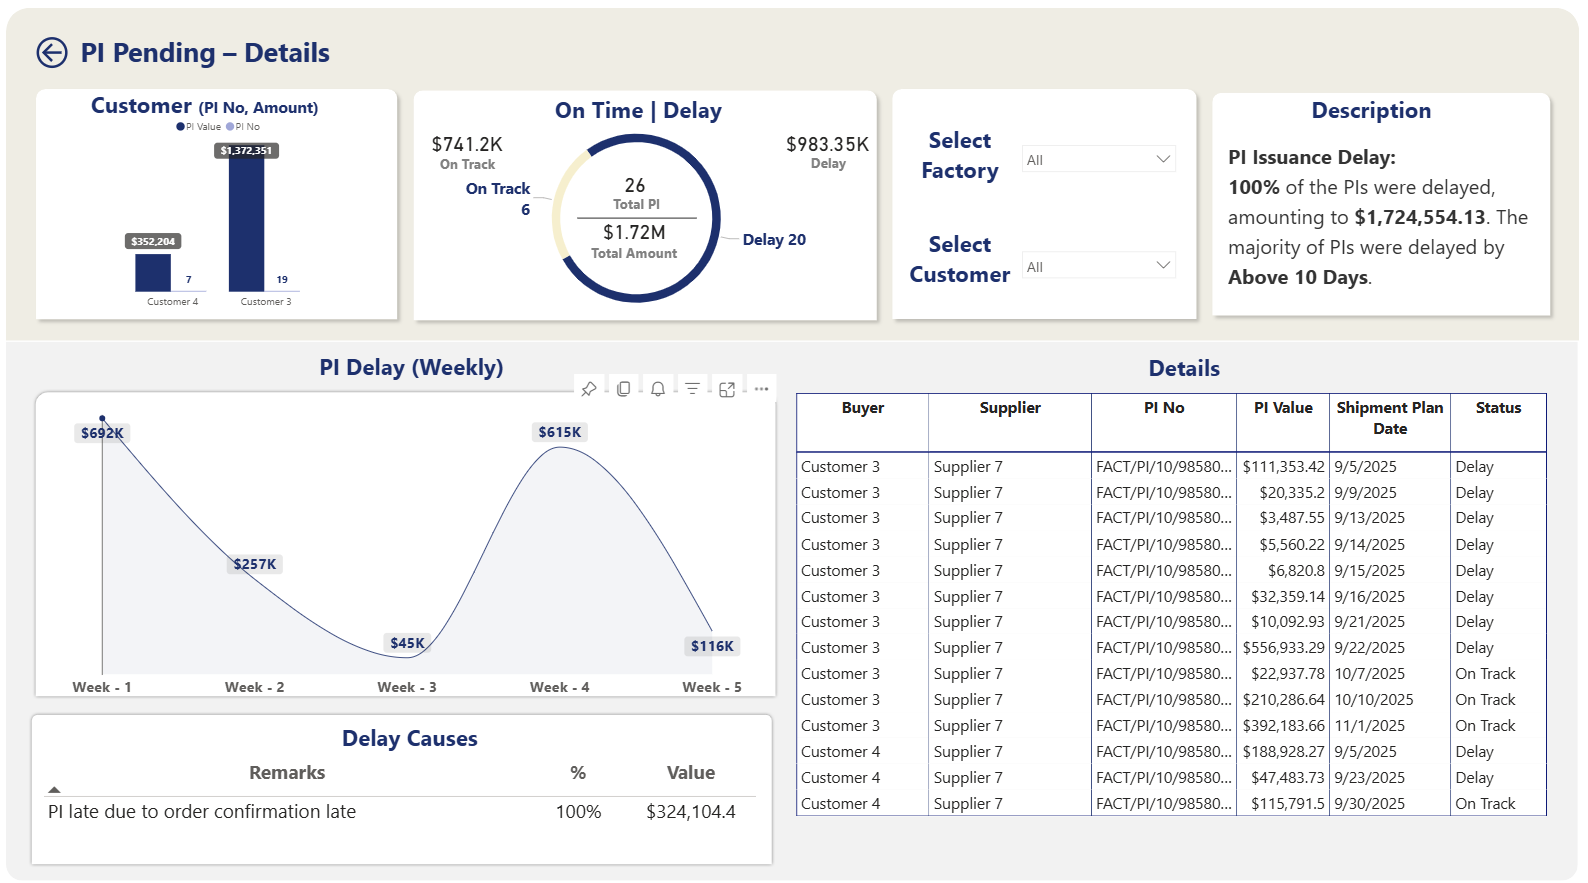 PI Pending – Details
Customer (PI No, Amount)
PI Value PI No
$1,372,351
$352,204
7
19
Customer 4
Customer 3
On Time | Delay
$741.2K
On Track
$983.35K
Delay
On Track
6
26
Total PI
$1.72M
Total Amount
Delay 20
Select
Factory
All
Select
Customer
All
Description
PI Issuance Delay:
100% of the PIs were delayed,
amounting to $1,724,554.13. The
majority of PIs were delayed by
Above 10 Days.
PI Delay (Weekly)
$692K
$257K
$45K
$615K
$116K
Week - 1
Week - 2
Week - 3
Week - 4
Week - 5
Delay Causes
Remarks % Value
PI late due to order confirmation late 100% $324,104.4
Details
Buyer Supplier PI No PI Value Shipment Plan Date Status
Customer 3 Supplier 7 FACT/PI/10/98580... $111,353.42 9/5/2025 Delay
Customer 3 Supplier 7 FACT/PI/10/98580... $20,335.2 9/9/2025 Delay
Customer 3 Supplier 7 FACT/PI/10/98580... $3,487.55 9/13/2025 Delay
Customer 3 Supplier 7 FACT/PI/10/98580... $5,560.22 9/14/2025 Delay
Customer 3 Supplier 7 FACT/PI/10/98580... $6,820.8 9/15/2025 Delay
Customer 3 Supplier 7 FACT/PI/10/98580... $32,359.14 9/16/2025 Delay
Customer 3 Supplier 7 FACT/PI/10/98580... $10,092.93 9/21/2025 Delay
Customer 3 Supplier 7 FACT/PI/10/98580... $556,933.29 9/22/2025 Delay
Customer 3 Supplier 7 FACT/PI/10/98580... $22,937.78 10/7/2025 On Track
Customer 3 Supplier 7 FACT/PI/10/98580... $210,286.64 10/10/2025 On Track
Customer 3 Supplier 7 FACT/PI/10/98580... $392,183.66 11/1/2025 On Track
Customer 4 Supplier 7 FACT/PI/10/98580... $188,928.27 9/5/2025 Delay
Customer 4 Supplier 7 FACT/PI/10/98580... $47,483.73 9/23/2025 Delay
Customer 4 Supplier 7 FACT/PI/10/98580... $115,791.5 9/30/2025 On Track